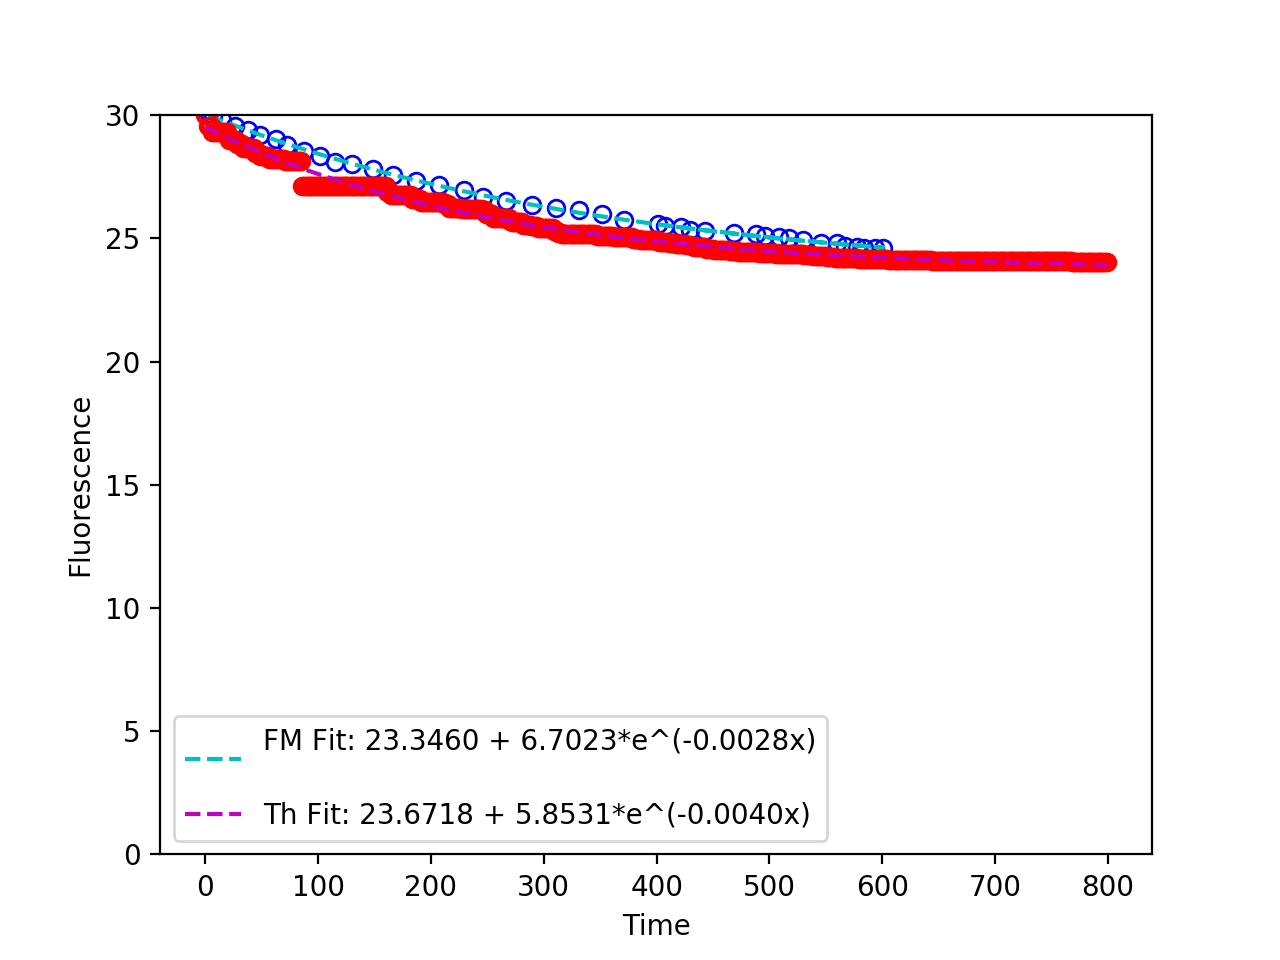 30
25
20
15
10
5
0
Fluorescence
FM Fit: 23.3460 + 6.7023*e^(-0.0028x)
Th Fit: 23.6718 + 5.8531*e^(-0.0040x)
0 100 200 300 400 500 600 700 800
Time